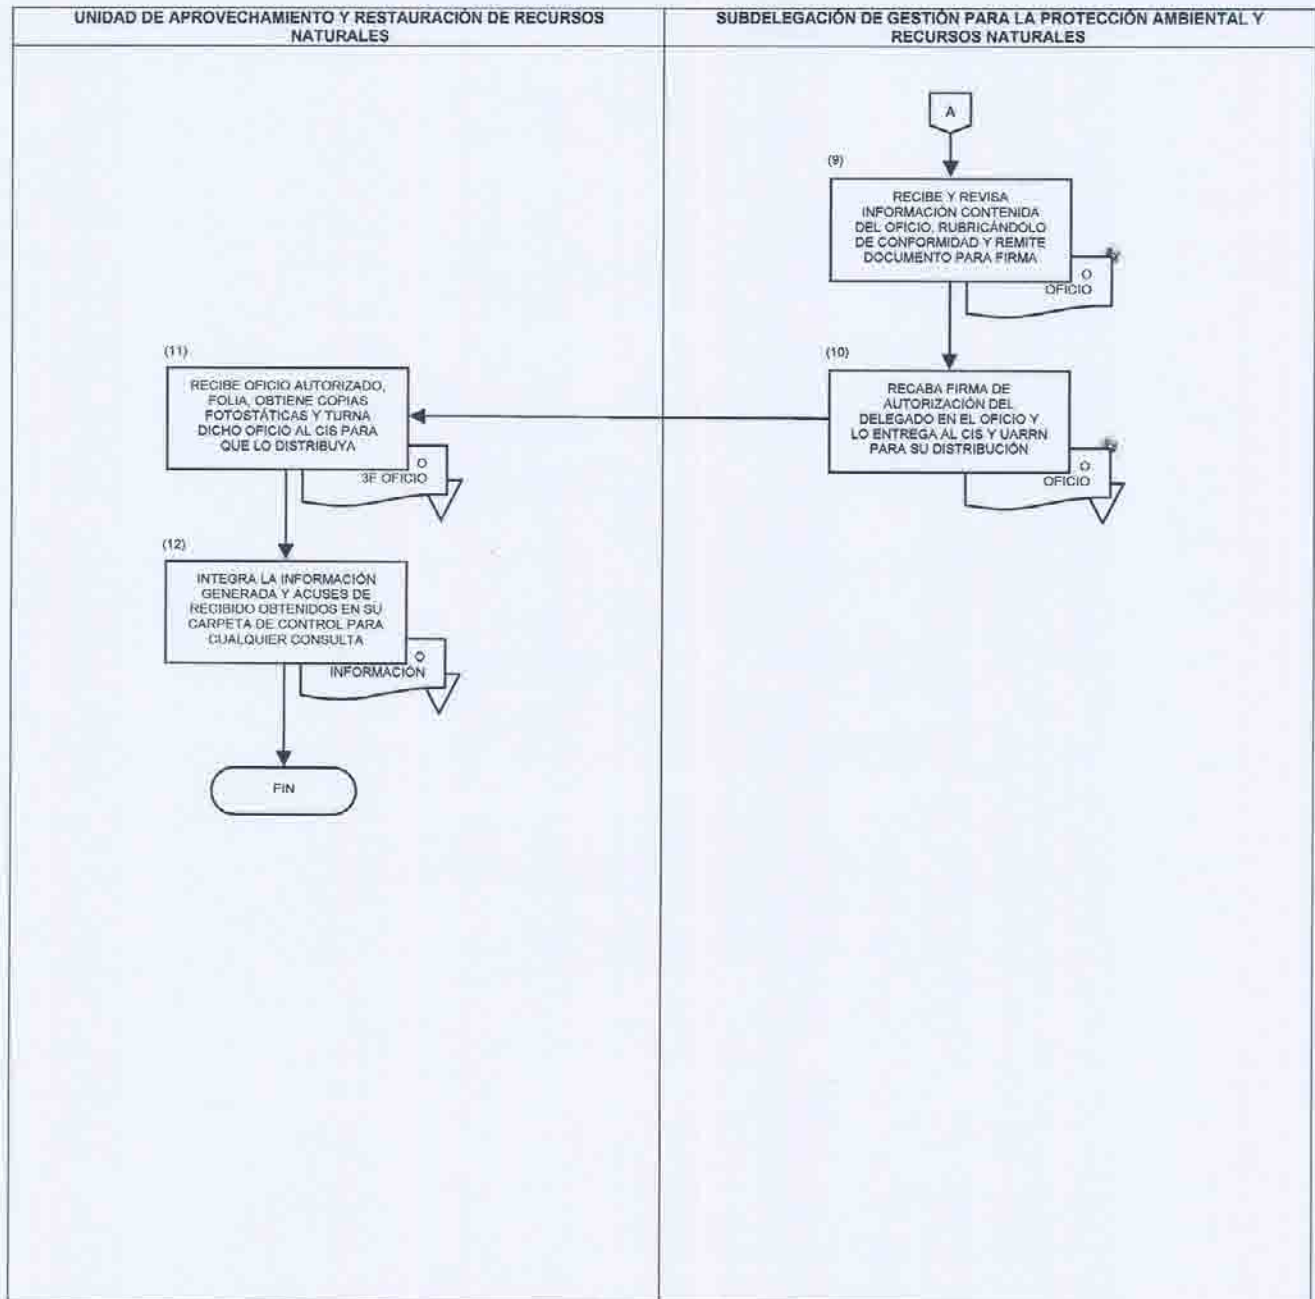 UNIDAD DE APROVECHAMIENTO Y RESTAURACIÓN DE RECURSOS
NATURALES
SUBDELEGACIÓN DE GESTIÓN PARA LA PROTECCIÓN AMBIENTAL Y
RECURSOS NATURALES
A
(9)
RECIBE Y REVISA
INFORMACIÓN CONTENIDA
DEL OFICIO, RUBRICÁNDOLO
DE CONFORMIDAD Y REMITE
DOCUMENTO PARA FIRMA
O
OFICIO
(10)
RECABA FIRMA DE
AUTORIZACIÓN DEL
DELEGADO EN EL OFICIO Y
LO ENTREGA AL CIS Y UARRN
PARA SU DISTRIBUCIÓN
O
OFICIO
(11)
RECIBE OFICIO AUTORIZADO,
FOLIA, OBTIENE COPIAS
FOTOSTÁTICAS Y TURNA
DICHO OFICIO AL CIS PARA
QUE LO DISTRIBUYA
O
3E OFICIO
(12)
INTEGRA LA INFORMACIÓN
GENERADA Y ACUSES DE
RECIBIDO OBTENIDOS EN SU
CARPETA DE CONTROL PARA
CUALQUIER CONSULTA
O
INFORMACIÓN
FIN